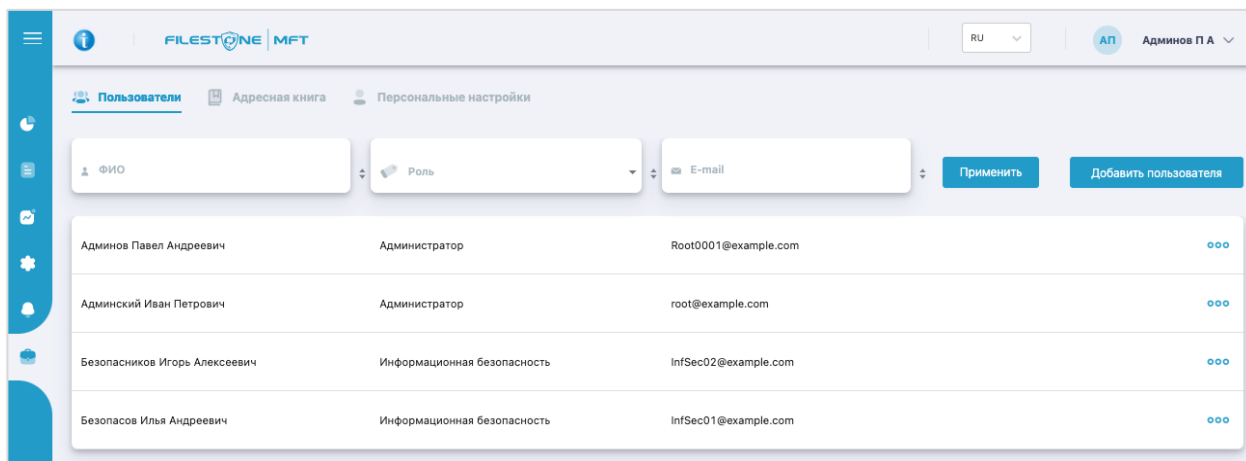 FILESTONE MFT
RU
АП
Админов П А
Пользователи Адресная книга Персональные настройки
ФИО Роль E-mail Применить Добавить пользователя
Админов Павел Андреевич Администратор Root0001@example.com
Админский Иван Петрович Администратор root@example.com
Безопасников Игорь Алексеевич Информационная безопасность InfSec02@example.com
Безопасов Илья Андреевич Информационная безопасность InfSec01@example.com